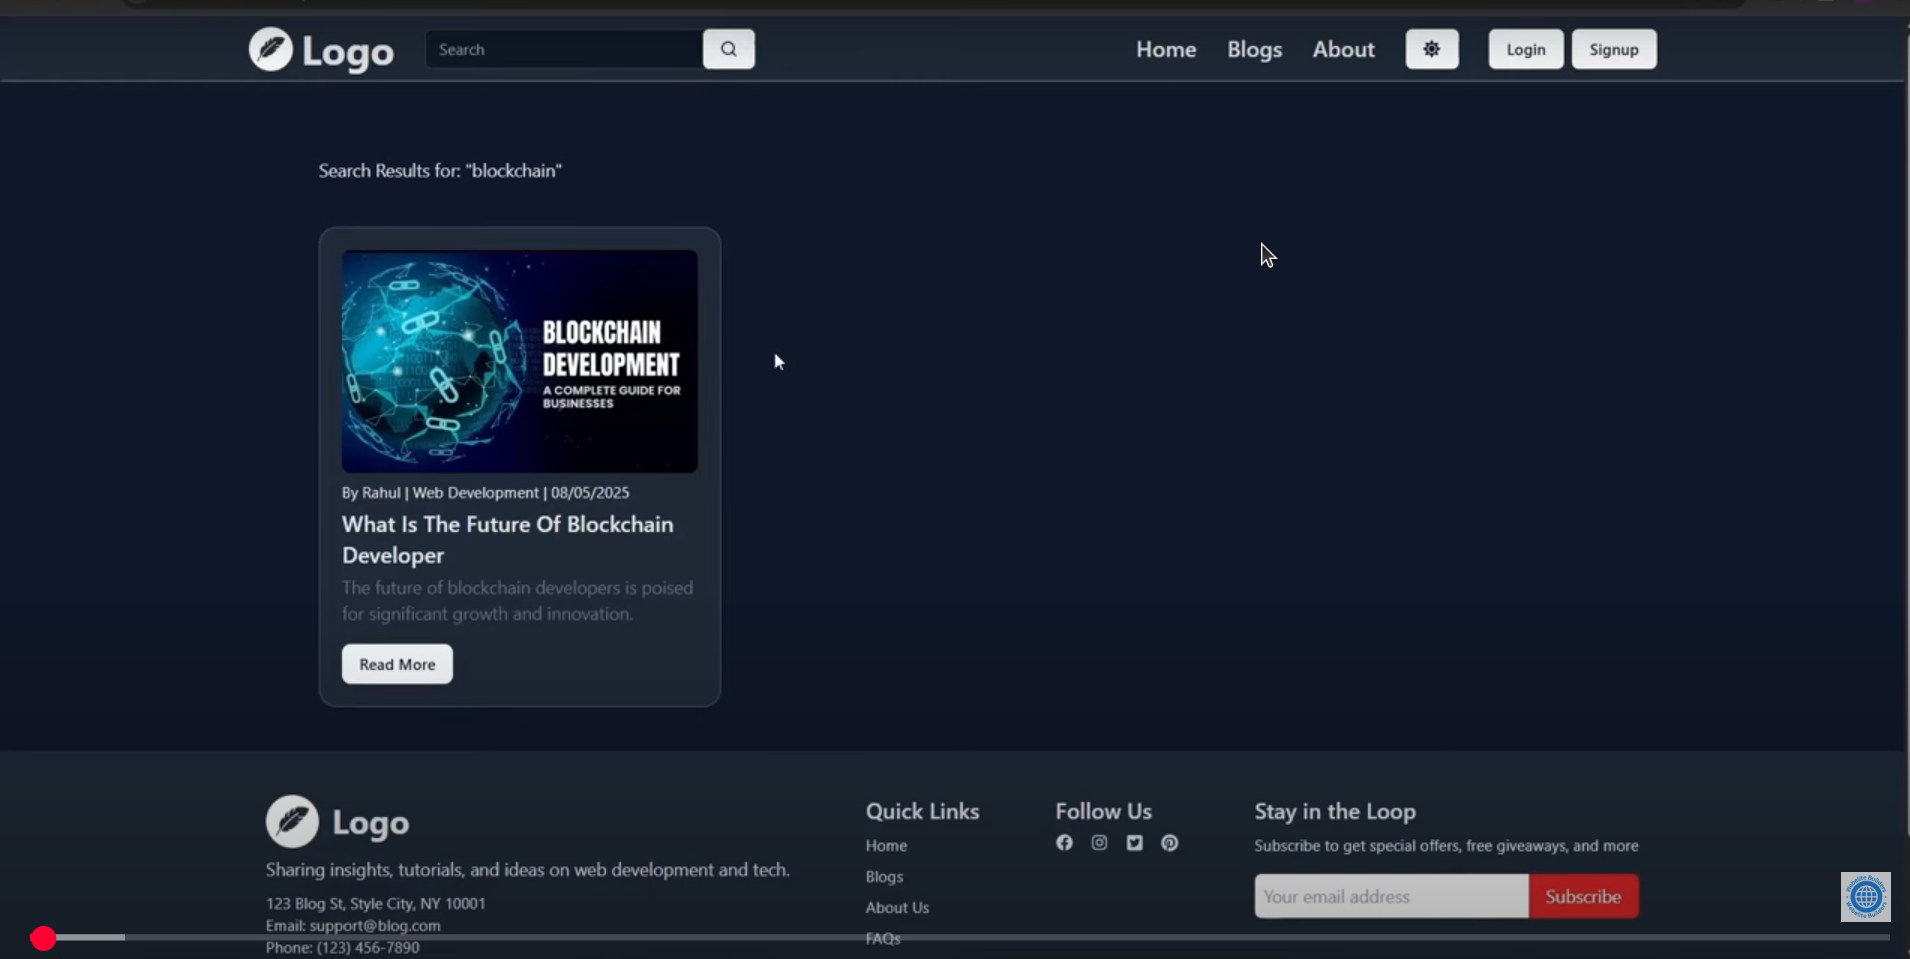 Logo
Search
Home
Blogs
About
Login
Signup
Search Results for: "blockchain"
BLOCKCHAIN
DEVELOPMENT
A COMPLETE GUIDE FOR
BUSINESSES
By Rahul | Web Development | 08/05/2025
What Is The Future Of Blockchain
Developer
The future of blockchain developers is poised
for significant growth and innovation.
Read More
Logo
Sharing insights, tutorials, and ideas on web development and tech.
123 Blog St, Style City, NY 10001
Email: support@blog.com
Phone: (123) 456-7890
Quick Links
Home
Blogs
About Us
FAQs
Follow Us
Stay in the Loop
Subscribe to get special offers, free giveaways, and more
Your email address
Subscribe
Website Builders
Website Builders